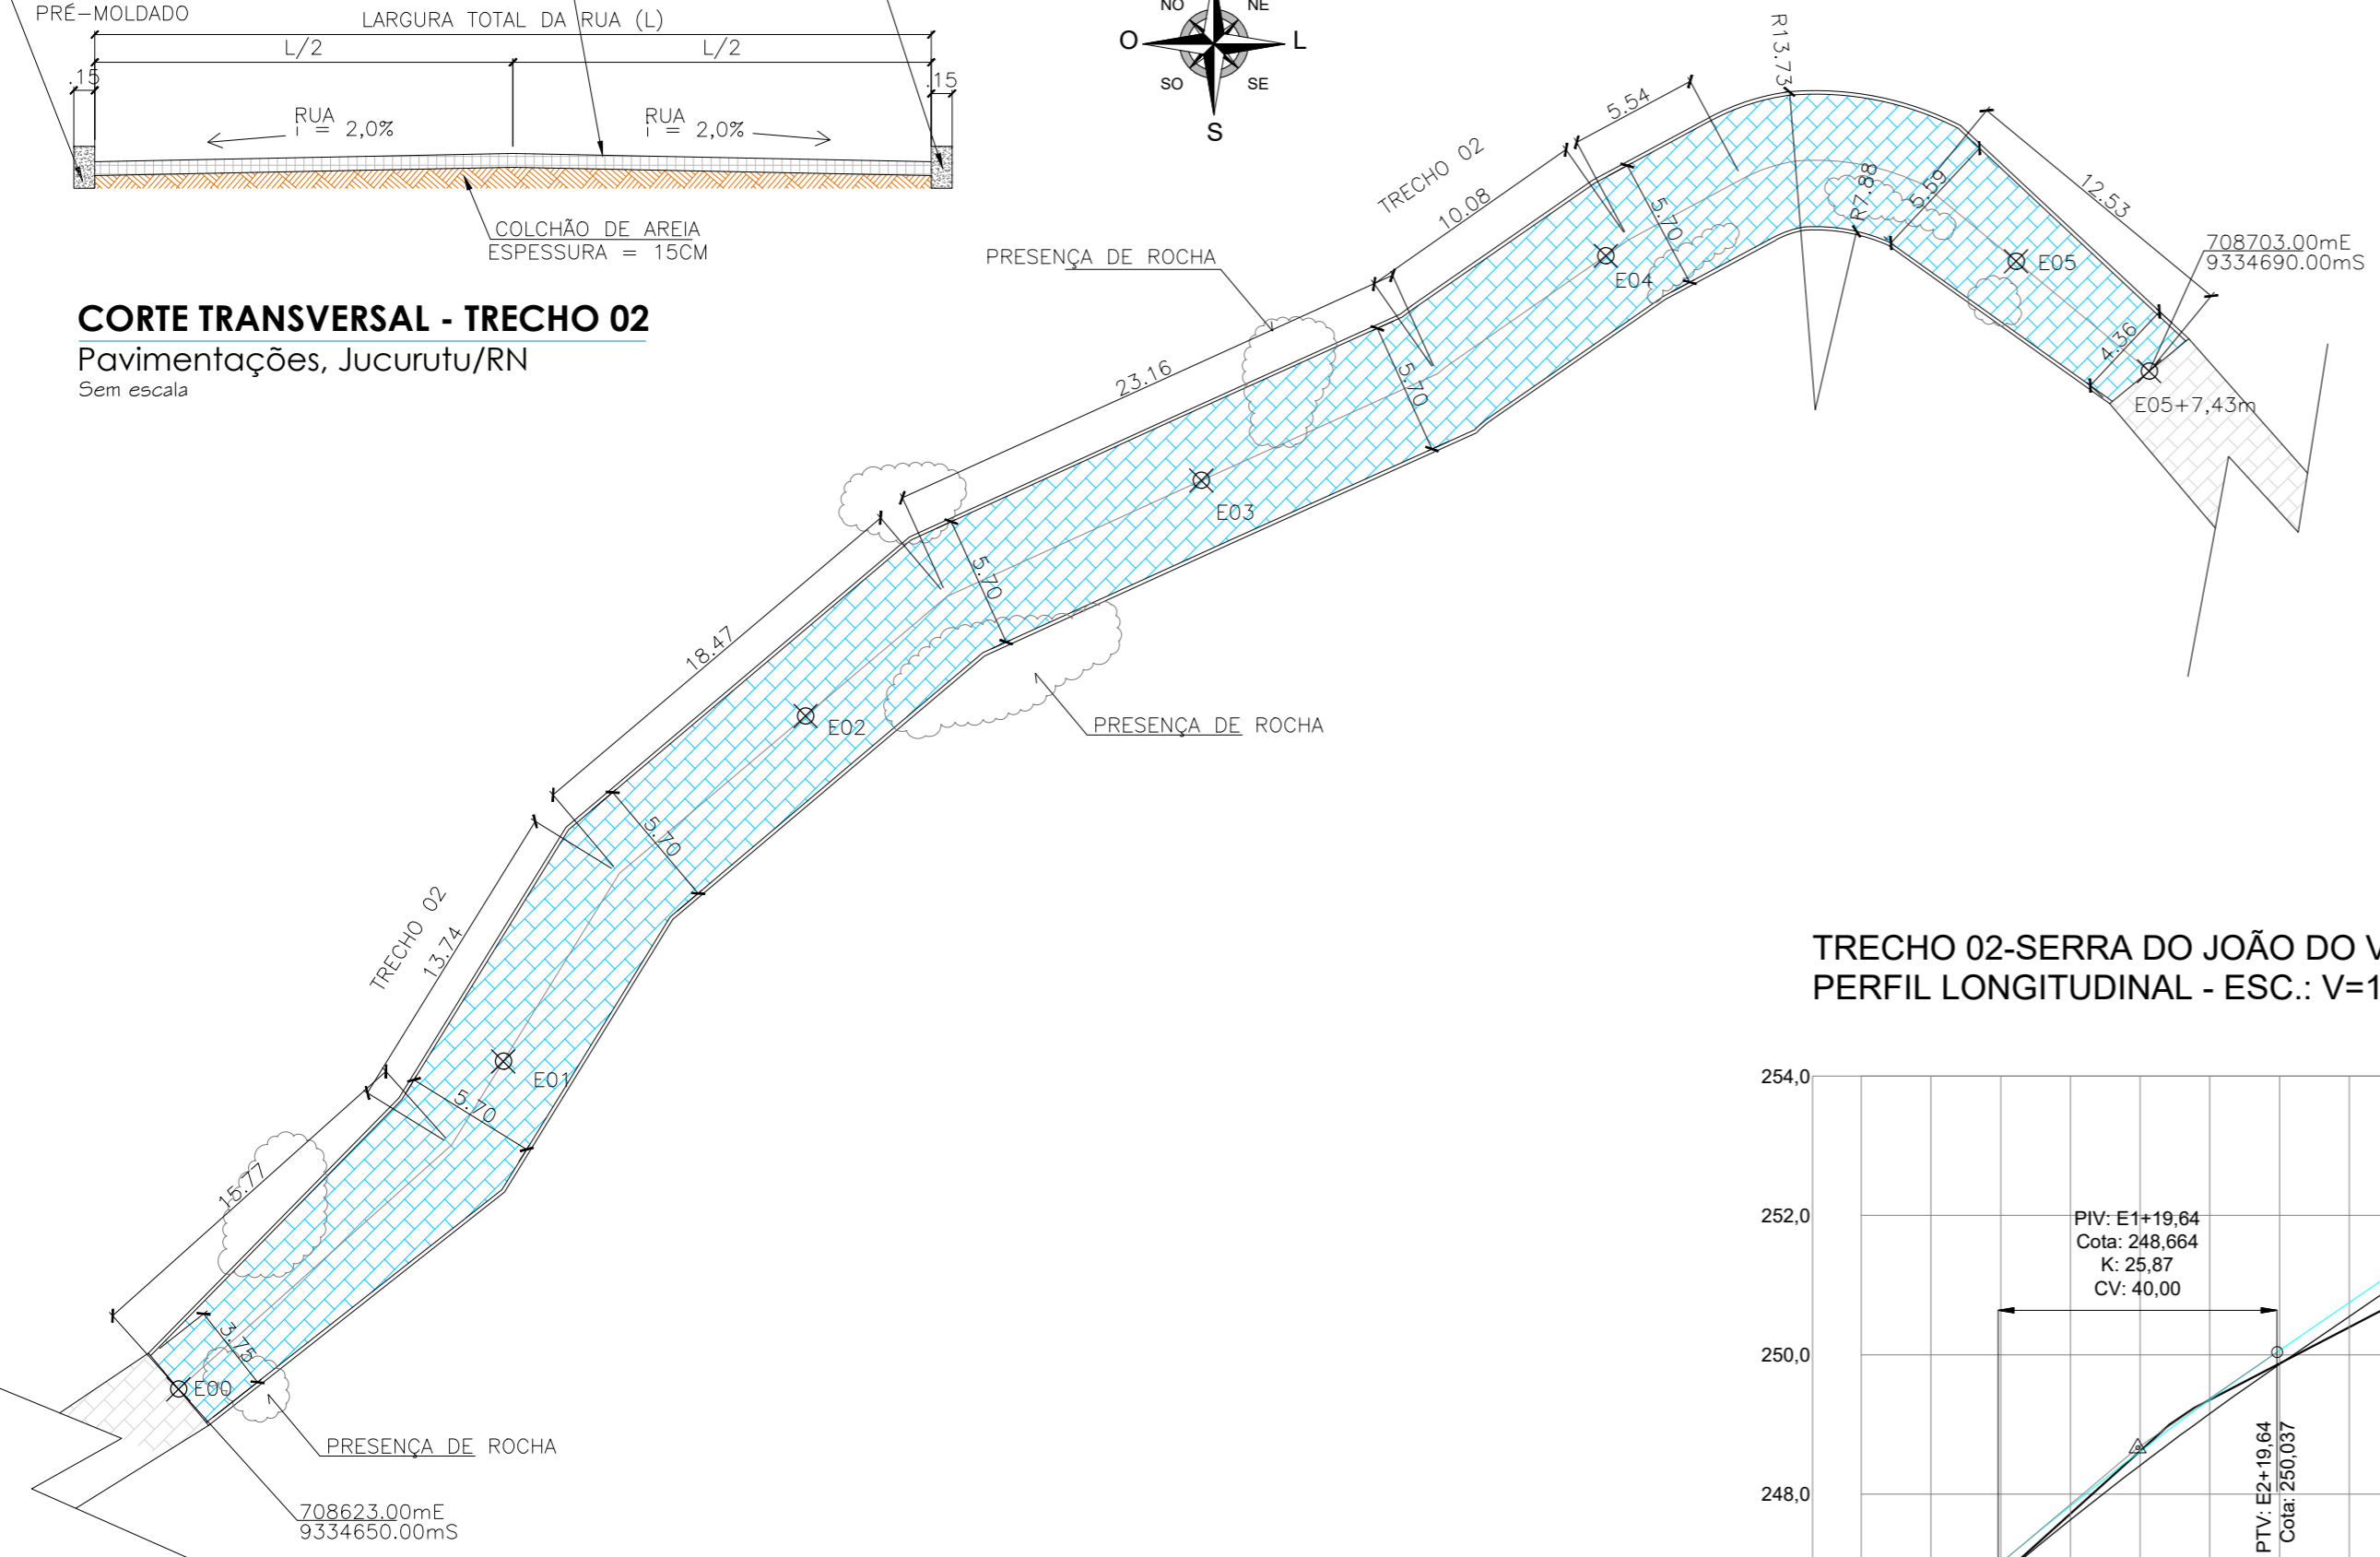 PRÉ-MOLDADO
LARGURA TOTAL DA RUA (L)
L/2
L/2
.15
.15
RUA
i = 2,0%
RUA
i = 2,0%
COLCHÃO DE AREIA
ESPESSURA = 15CM
CORTE TRANSVERSAL - TRECHO 02
Pavimentações, Jucurutu/RN
Sem escala
NO
NE
O
L
SO
SE
S
R13.73
5.54
TRECHO 02
10.08
5.70
E04
R7.88
5.59
12.53
E05
708703.00mE
9334690.00mS
4.36
E05+7,43m
PRESENÇA DE ROCHA
23.16
5.70
E03
5.70
18.47
E02
PRESENÇA DE ROCHA
5.70
TRECHO 02
13.74
E01
5.70
15.77
3.75
E00
PRESENÇA DE ROCHA
708623.00mE
9334650.00mS
TRECHO 02-SERRA DO JOÃO DO V
PERFIL LONGITUDINAL - ESC.: V=1
254,0
252,0
250,0
248,0
PIV: E1+19,64
Cota: 248,664
K: 25,87
CV: 40,00
PTV: E2+19,64
Cota: 250,037